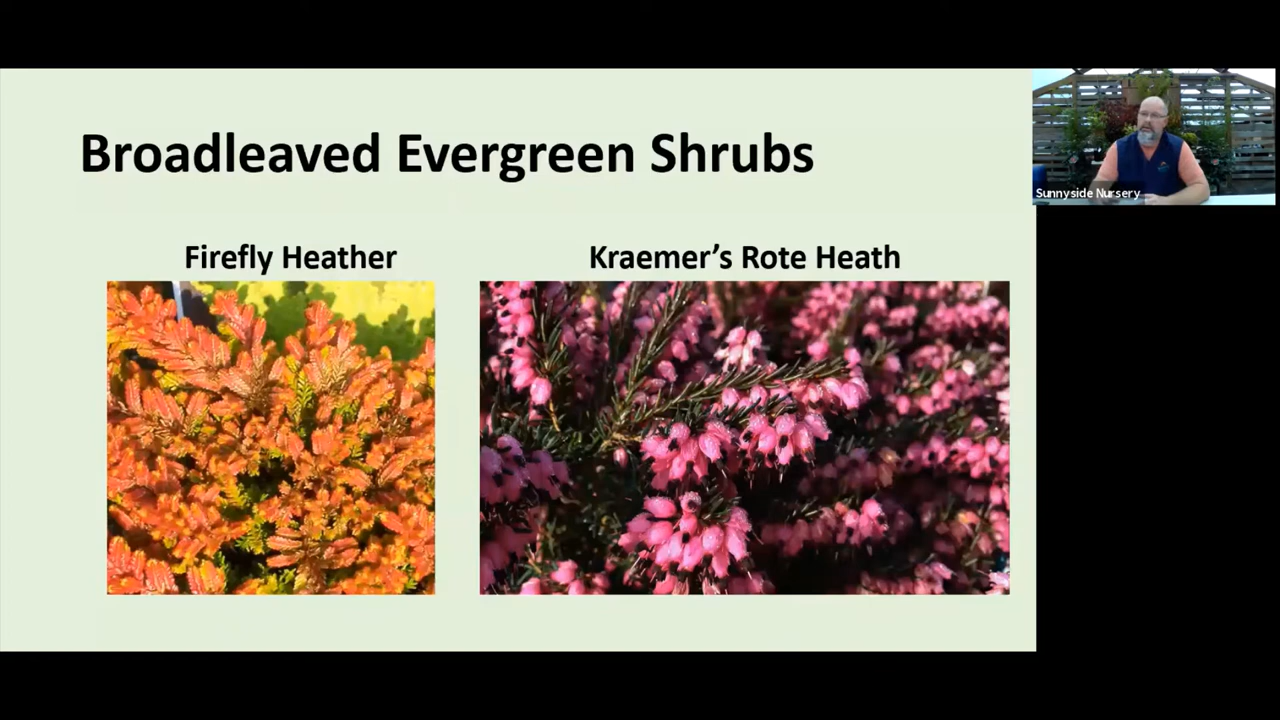 Broadleaved Evergreen Shrubs
Firefly Heather
Kraemer's Rote Heath
Sunnyside Nursery